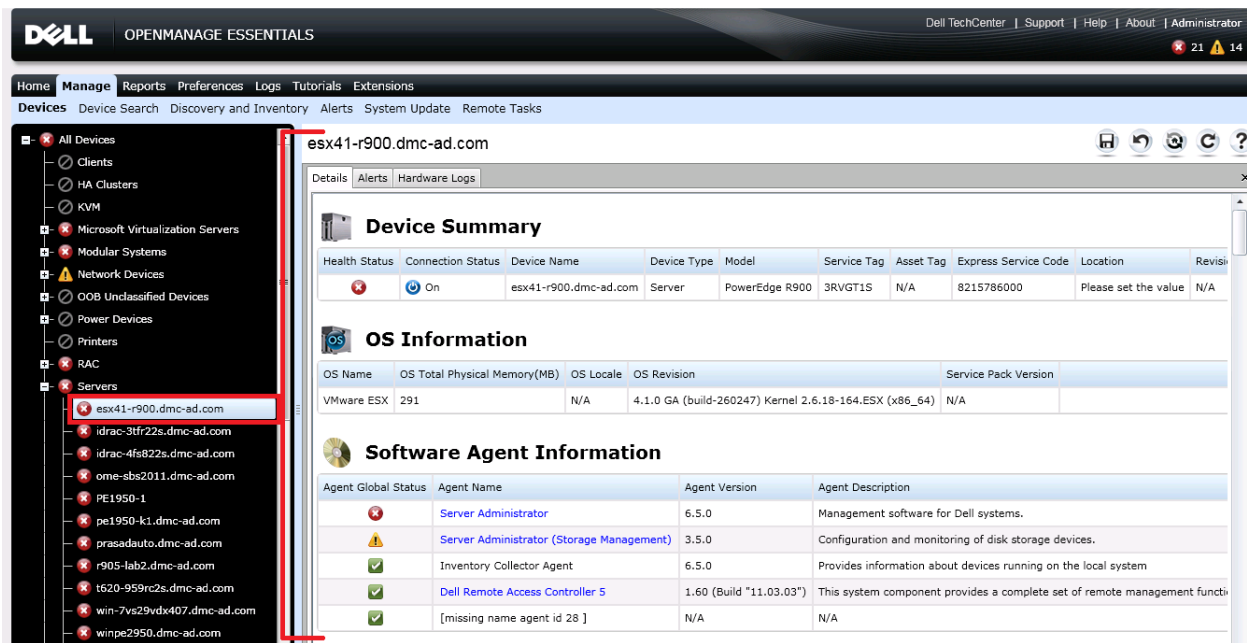 Dell TechCenter | Support | Help | About | Administrator
DELL OPENMANAGE ESSENTIALS
21 14
Home Manage Reports Preferences Logs Tutorials Extensions
Devices Device Search Discovery and Inventory Alerts System Update Remote Tasks
All Devices
Clients
HA Clusters
KVM
Microsoft Virtualization Servers
Modular Systems
Network Devices
OOB Unclassified Devices
Power Devices
Printers
RAC
Servers
esx41-r900.dmc-ad.com
idrac-3tfr22s.dmc-ad.com
idrac-4fs822s.dmc-ad.com
ome-sbs2011.dmc-ad.com
PE1950-1
pe1950-k1.dmc-ad.com
prasadauto.dmc-ad.com
r905-lab2.dmc-ad.com
t620-959rc2s.dmc-ad.com
win-7vs29vdx407.dmc-ad.com
winpe2950.dmc-ad.com
esx41-r900.dmc-ad.com
Details Alerts Hardware Logs
Device Summary
Health Status Connection Status Device Name Device Type Model Service Tag Asset Tag Express Service Code Location Revisi
On esx41-r900.dmc-ad.com Server PowerEdge R900 3RVGT1S N/A 8215786000 Please set the value N/A
OS Information
OS Name OS Total Physical Memory(MB) OS Locale OS Revision Service Pack Version
VMware ESX 291 N/A 4.1.0 GA (build-260247) Kernel 2.6.18-164.ESX (x86_64) N/A
Software Agent Information
Agent Global Status Agent Name Agent Version Agent Description
Server Administrator 6.5.0 Management software for Dell systems.
Server Administrator (Storage Management) 3.5.0 Configuration and monitoring of disk storage devices.
Inventory Collector Agent 6.5.0 Provides information about devices running on the local system
Dell Remote Access Controller 5 1.60 (Build "11.03.03") This system component provides a complete set of remote management functi
[missing name agent id 28 ] N/A N/A